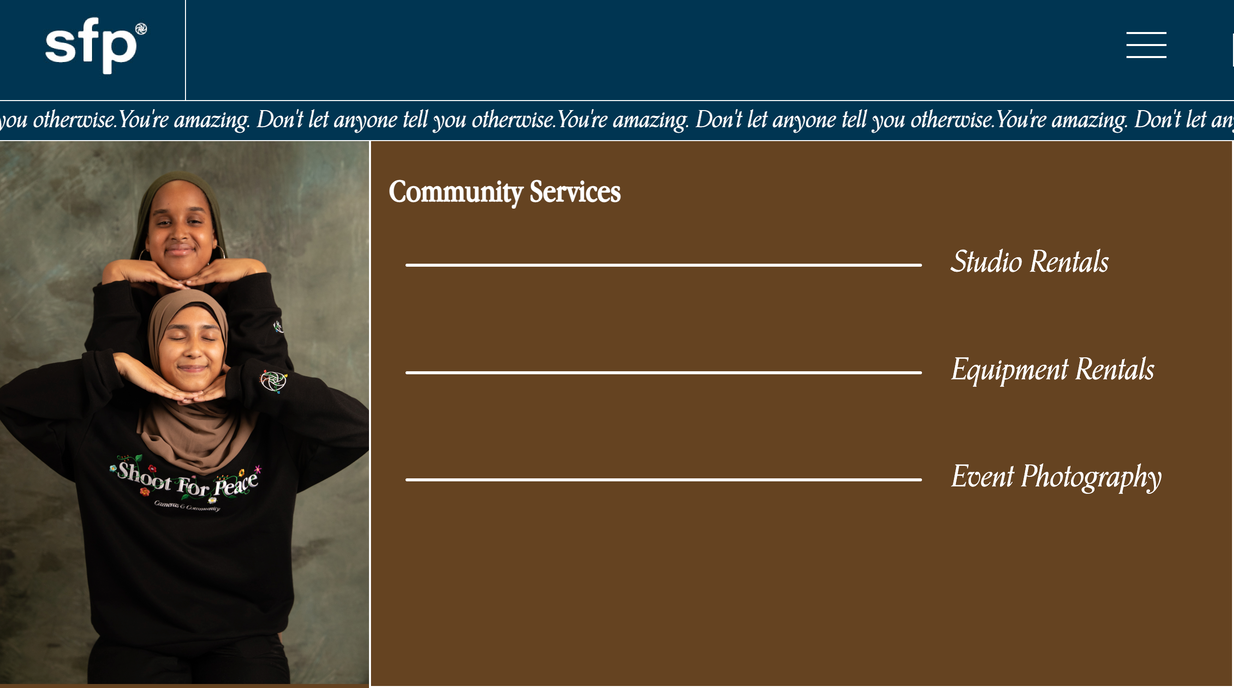 sfp
you otherwise.You're amazing. Don't let anyone tell you otherwise.You're amazing. Don't let anyone tell you otherwise.You're amazing. Don't let an
Community Services
Studio Rentals
Equipment Rentals
Event Photography
Shoot For Peace
Cameras & Community